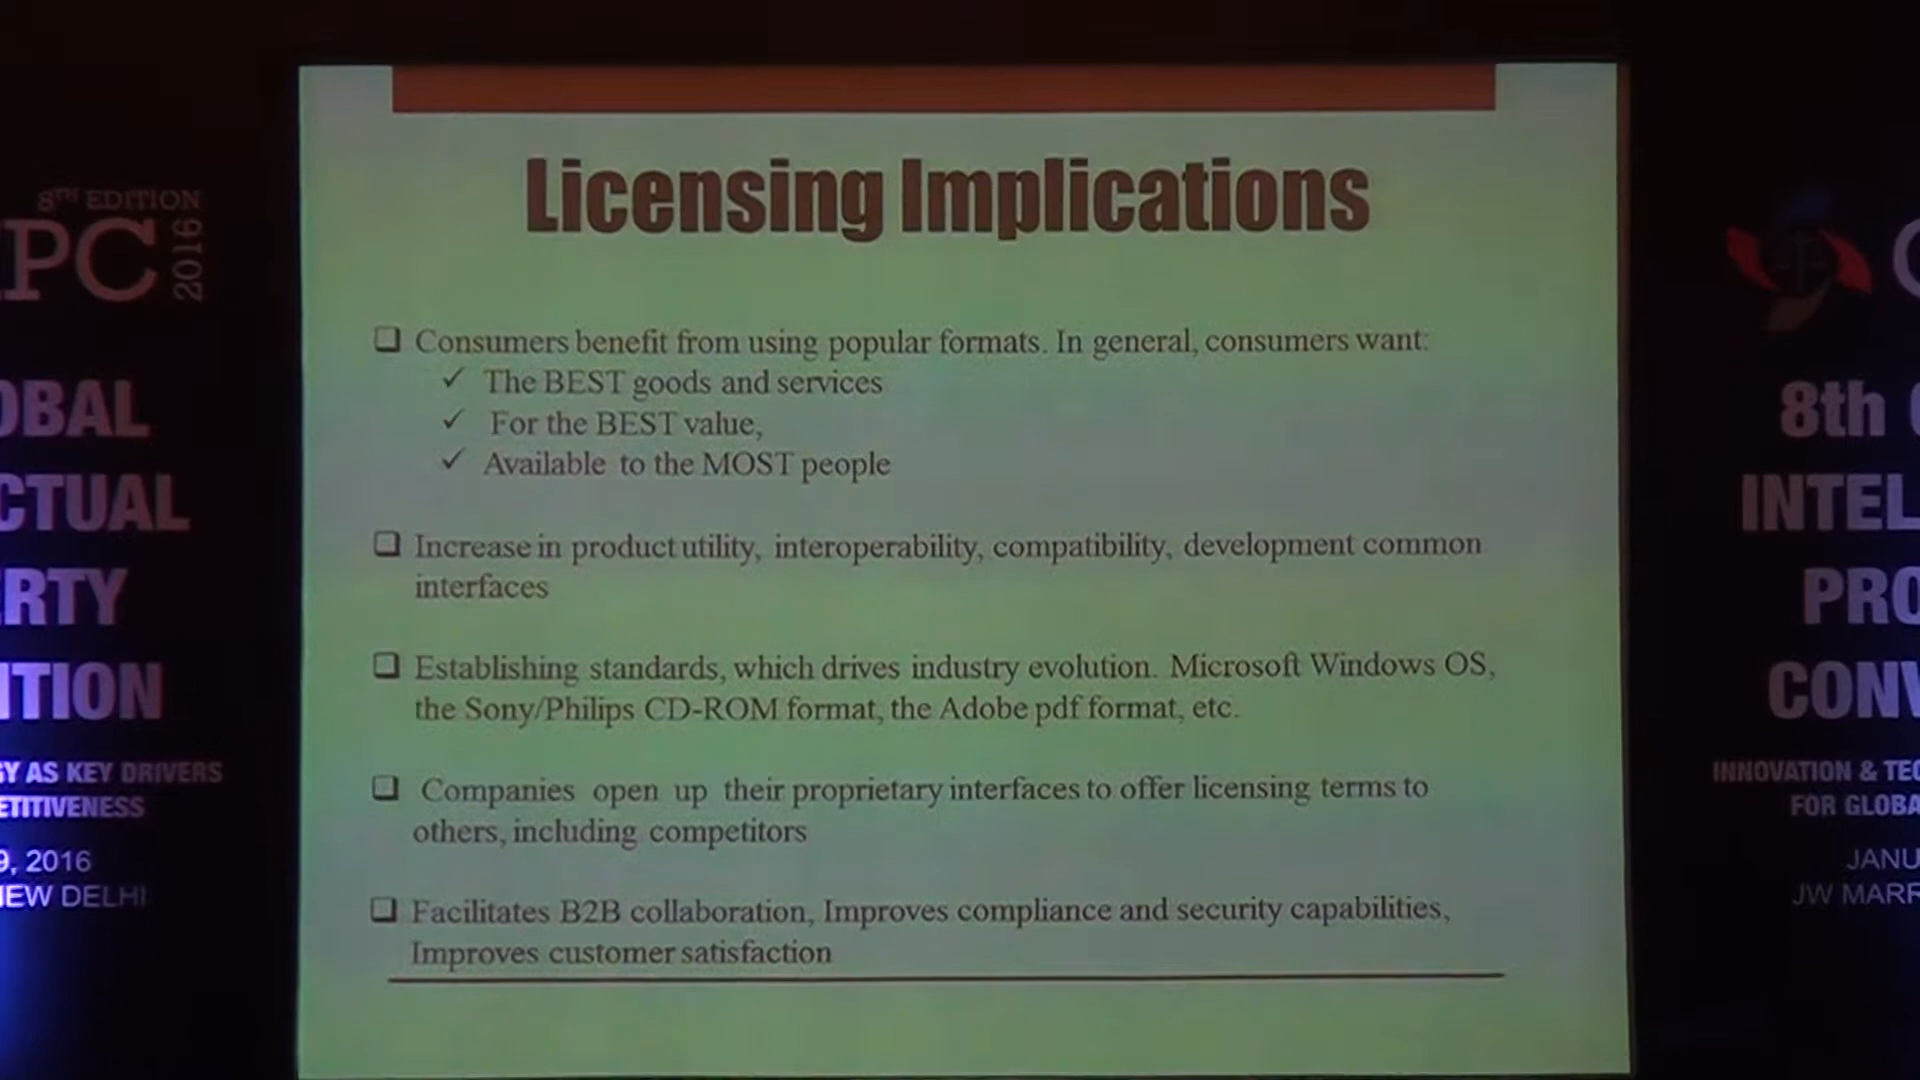 8TH EDITION
IPC 2016
OBAL
CTUAL
ERTY
NTION
GY AS KEY DRIVERS
ETITIVENESS
9, 2016
NEW DELHI
Licensing Implications
❑ Consumers benefit from using popular formats. In general, consumers want:
✓ The BEST goods and services
✓ For the BEST value,
✓ Available to the MOST people
❑ Increase in product utility, interoperability, compatibility, development common
interfaces
❑ Establishing standards, which drives industry evolution. Microsoft Windows OS,
the Sony/Philips CD-ROM format, the Adobe pdf format, etc.
❑ Companies open up their proprietary interfaces to offer licensing terms to
others, including competitors
❑ Facilitates B2B collaboration, Improves compliance and security capabilities,
Improves customer satisfaction
8th
INTEL
PRO
CONV
INNOVATION & TEC
FOR GLOBA
JANU
JW MARR